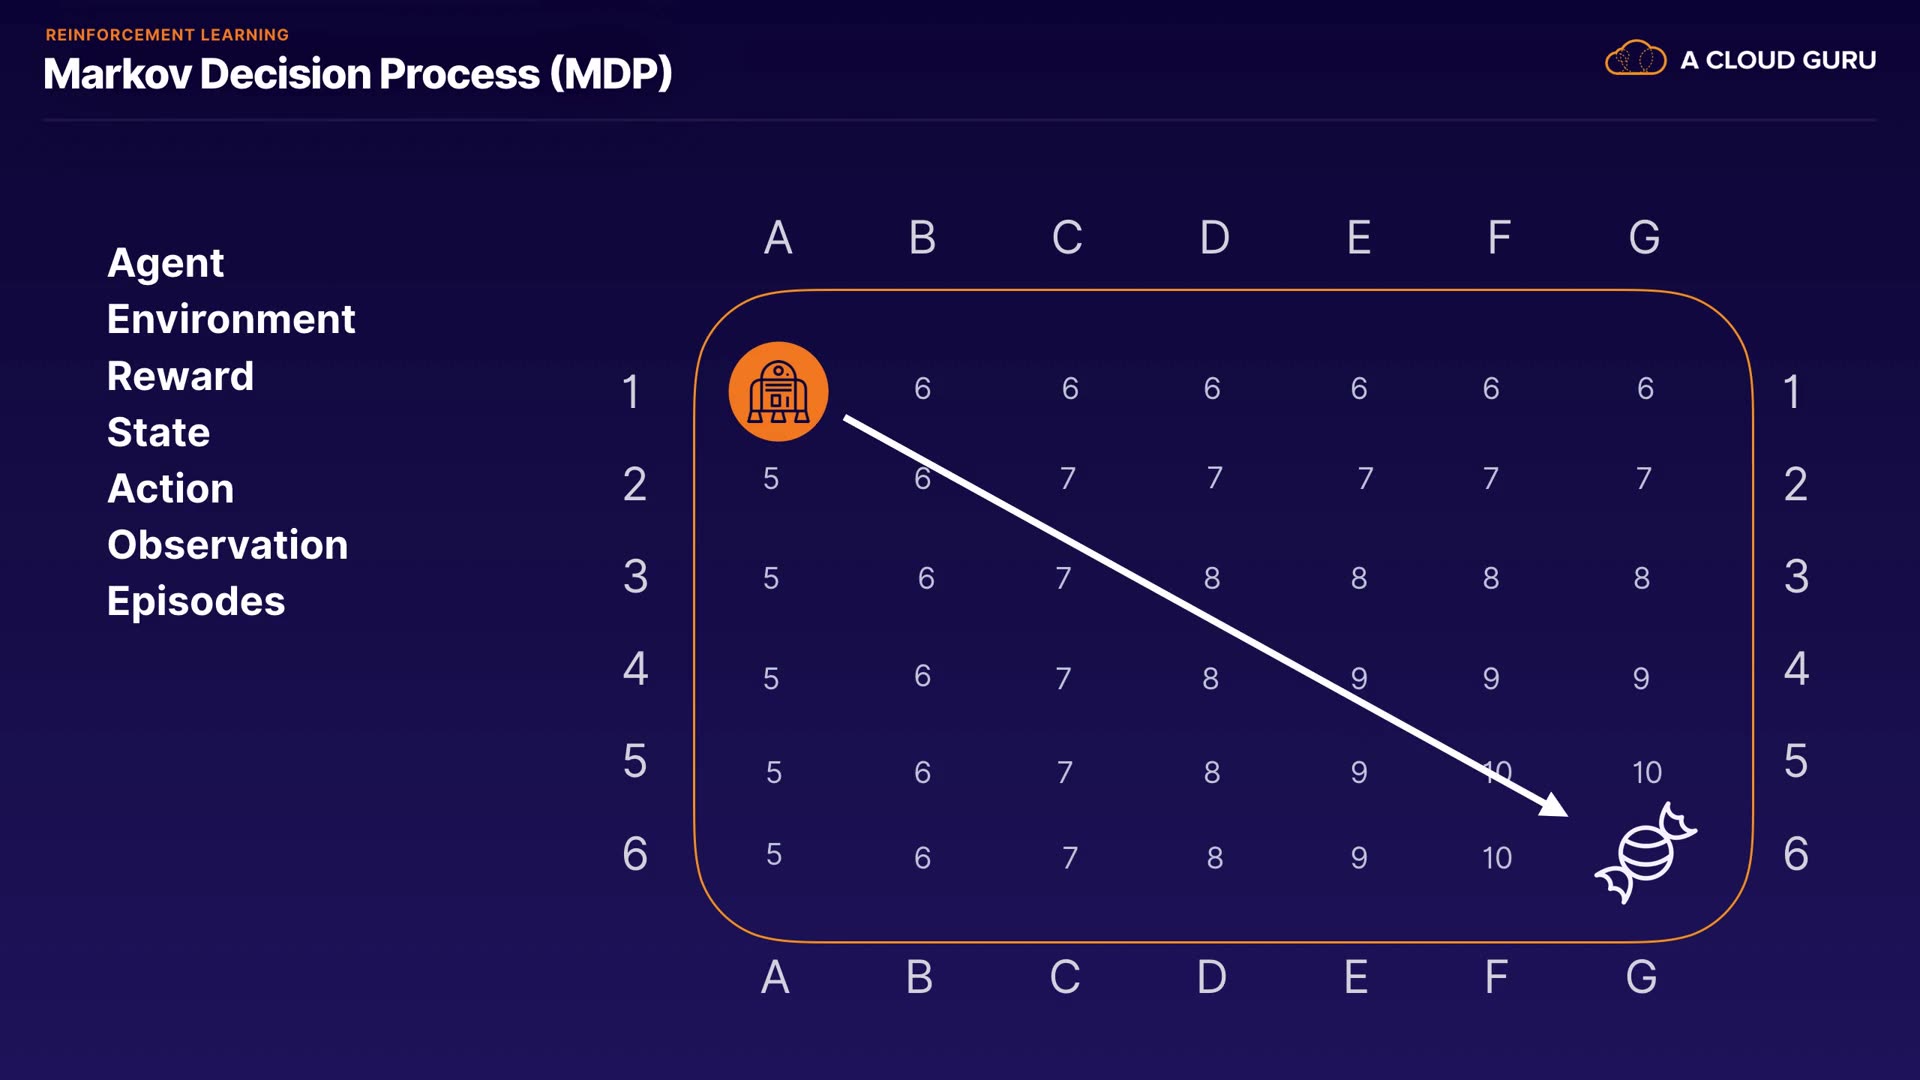 REINFORCEMENT LEARNING
Markov Decision Process (MDP)
A CLOUD GURU
Agent
Environment
Reward
State
Action
Observation
Episodes
A B C D E F G
1 6 6 6 6 6 6 1
2 5 6 7 7 7 7 7 2
3 5 6 7 8 8 8 8 3
4 5 6 7 8 9 9 9 4
5 5 6 7 8 9 10 10 5
6 5 6 7 8 9 10 6
A B C D E F G